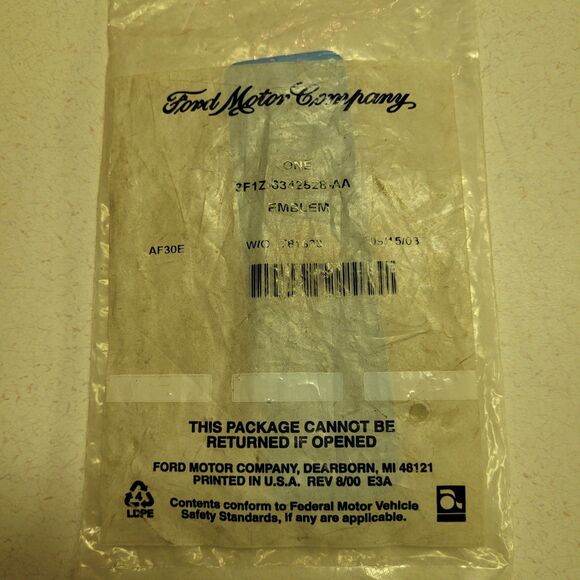 Ford Motor Company
ONE
3F1Z-5342528-AA
EMBLEM
AF30E W/O 05/15/03
THIS PACKAGE CANNOT BE
RETURNED IF OPENED
FORD MOTOR COMPANY, DEARBORN, MI 48121
PRINTED IN U.S.A. REV 8/00 E3A
4
LDPE
Contents conform to Federal Motor Vehicle
Safety Standards, if any are applicable.